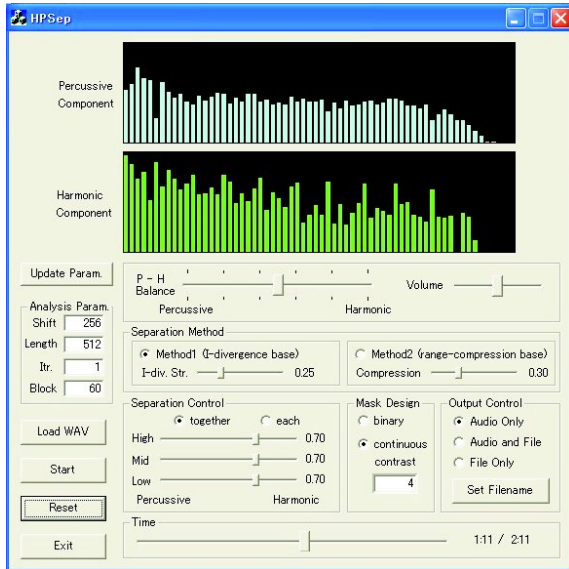 HPSep
Percussive
Component
Harmonic
Component
Update Param.
P - H
Balance
Percussive
Harmonic
Volume
Analysis Param.
Shift 256
Length 512
Itr. 1
Block 60
Separation Method
Method1 (I-divergence base)
I-div. Str. 0.25
Method2 (range-compression base)
Compression 0.30
Load WAV
Start
Reset
Exit
Separation Control
together each
High 0.70
Mid 0.70
Low 0.70
Percussive Harmonic
Mask Design
binary
continuous
contrast
4
Output Control
Audio Only
Audio and File
File Only
Set Filename
Time
1:11 / 2:11